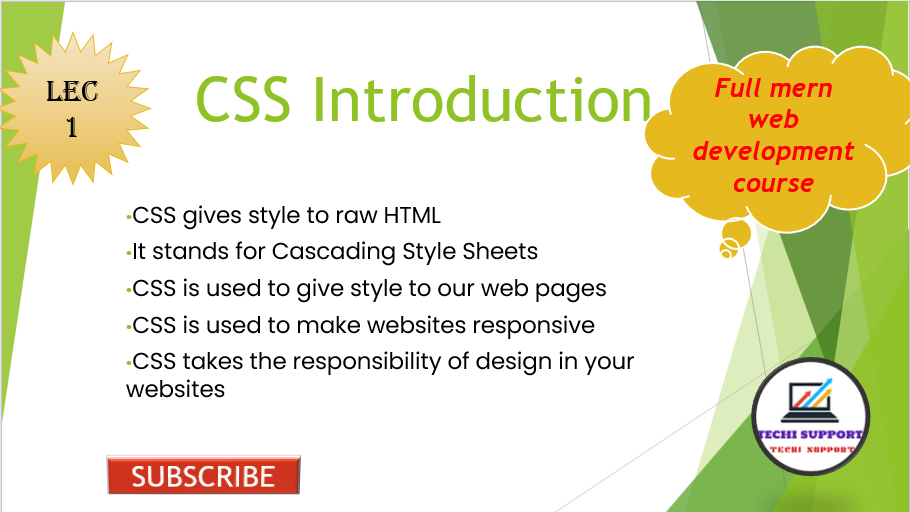 LEC
1
CSS Introduction
Full mern
web
development
course
•CSS gives style to raw HTML
•It stands for Cascading Style Sheets
•CSS is used to give style to our web pages
•CSS is used to make websites responsive
•CSS takes the responsibility of design in your
websites
SUBSCRIBE
TECHI SUPPORT
TECHI SUPPORT